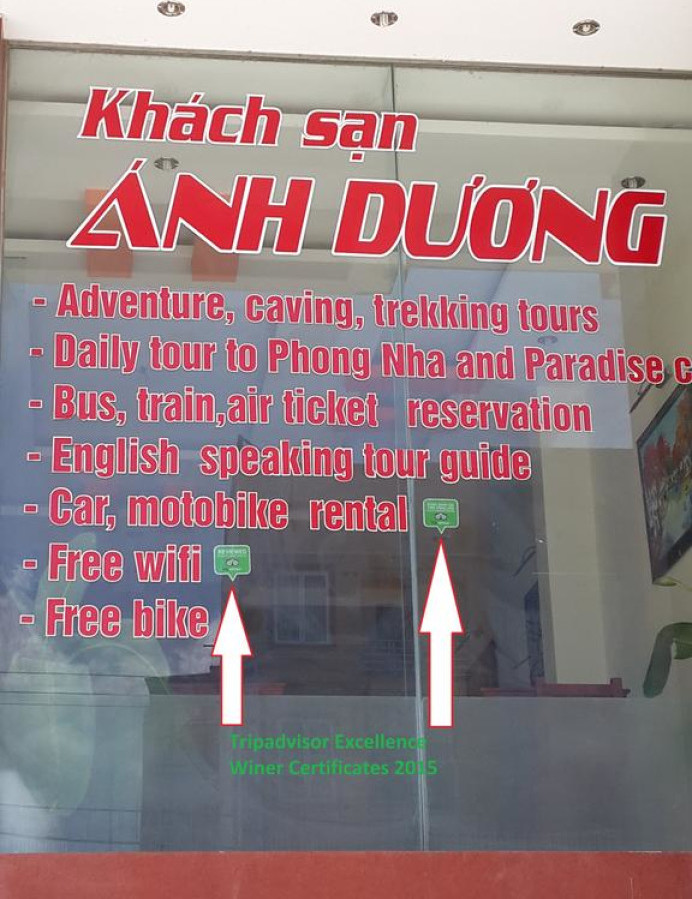 Khách sạn
ÁNH DƯƠNG
- Adventure, caving, trekking tours
- Daily tour to Phong Nha and Paradise c
- Bus, train,air ticket reservation
- English speaking tour guide
- Car, motobike rental
- Free wifi
REVIEWED
- Free bike
Tripadvisor Excellence
Winer Certificates 2015